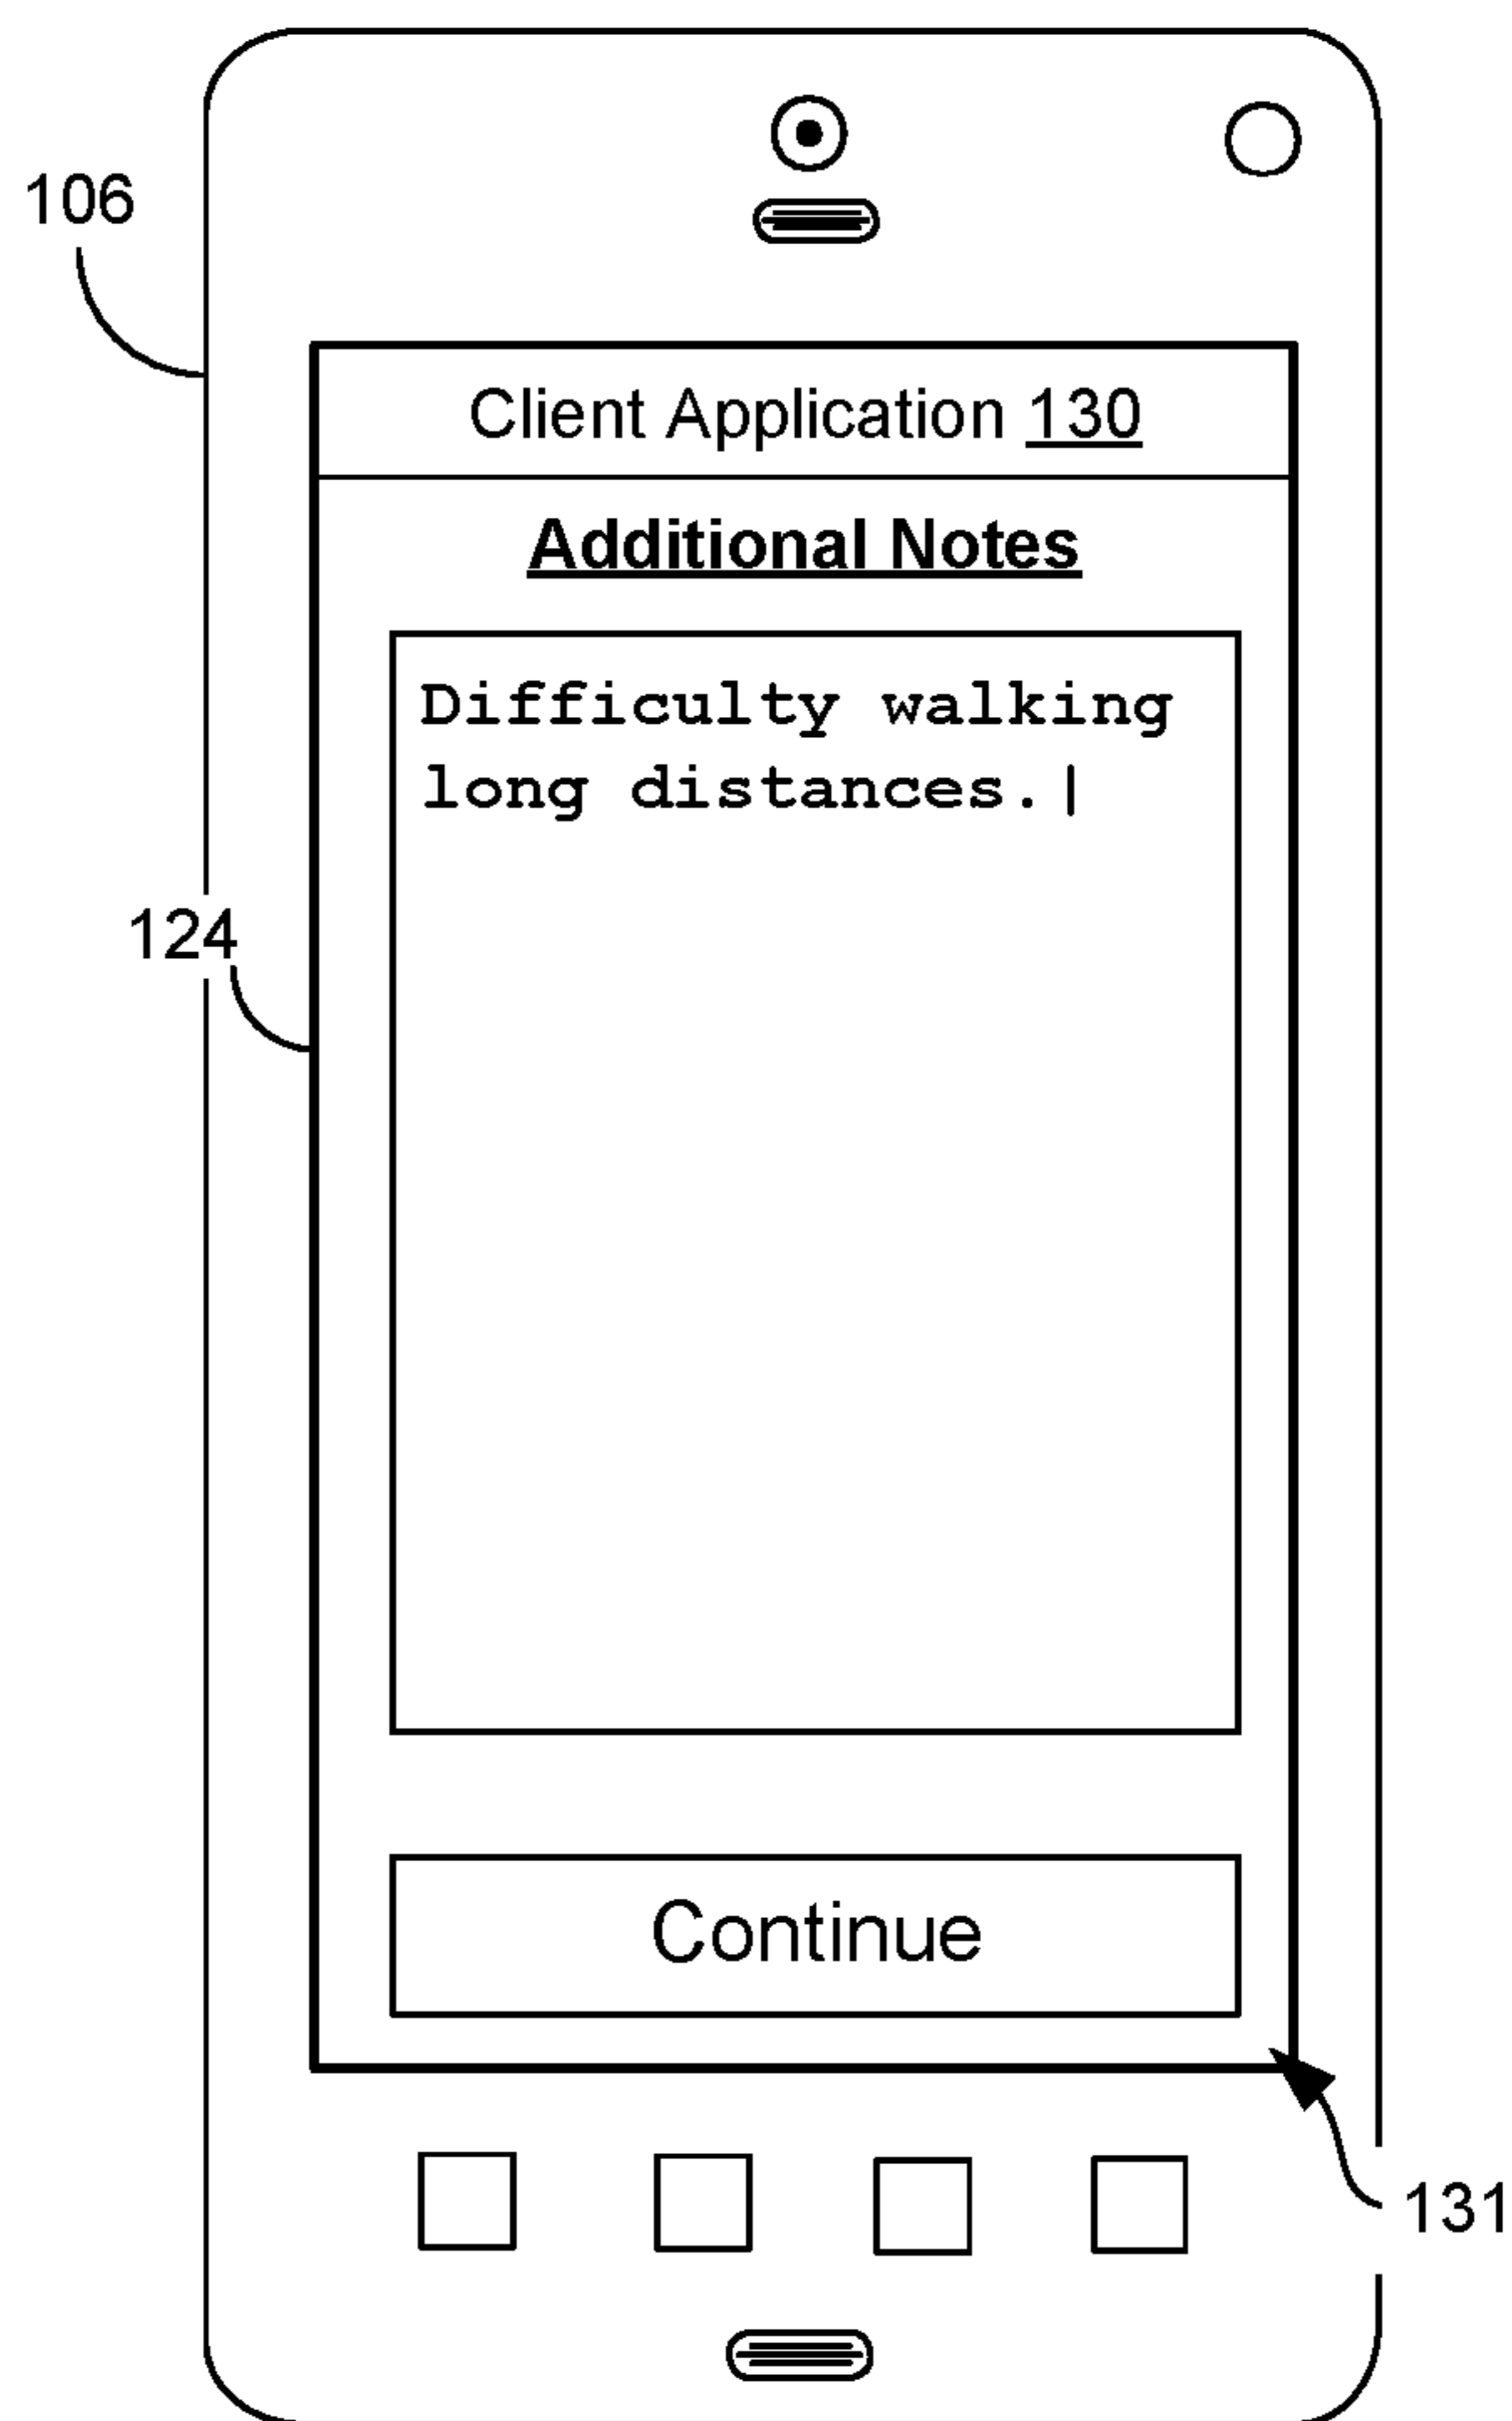 106
Client Application 130
Additional Notes
Difficulty walking
long distances.
124
Continue
131